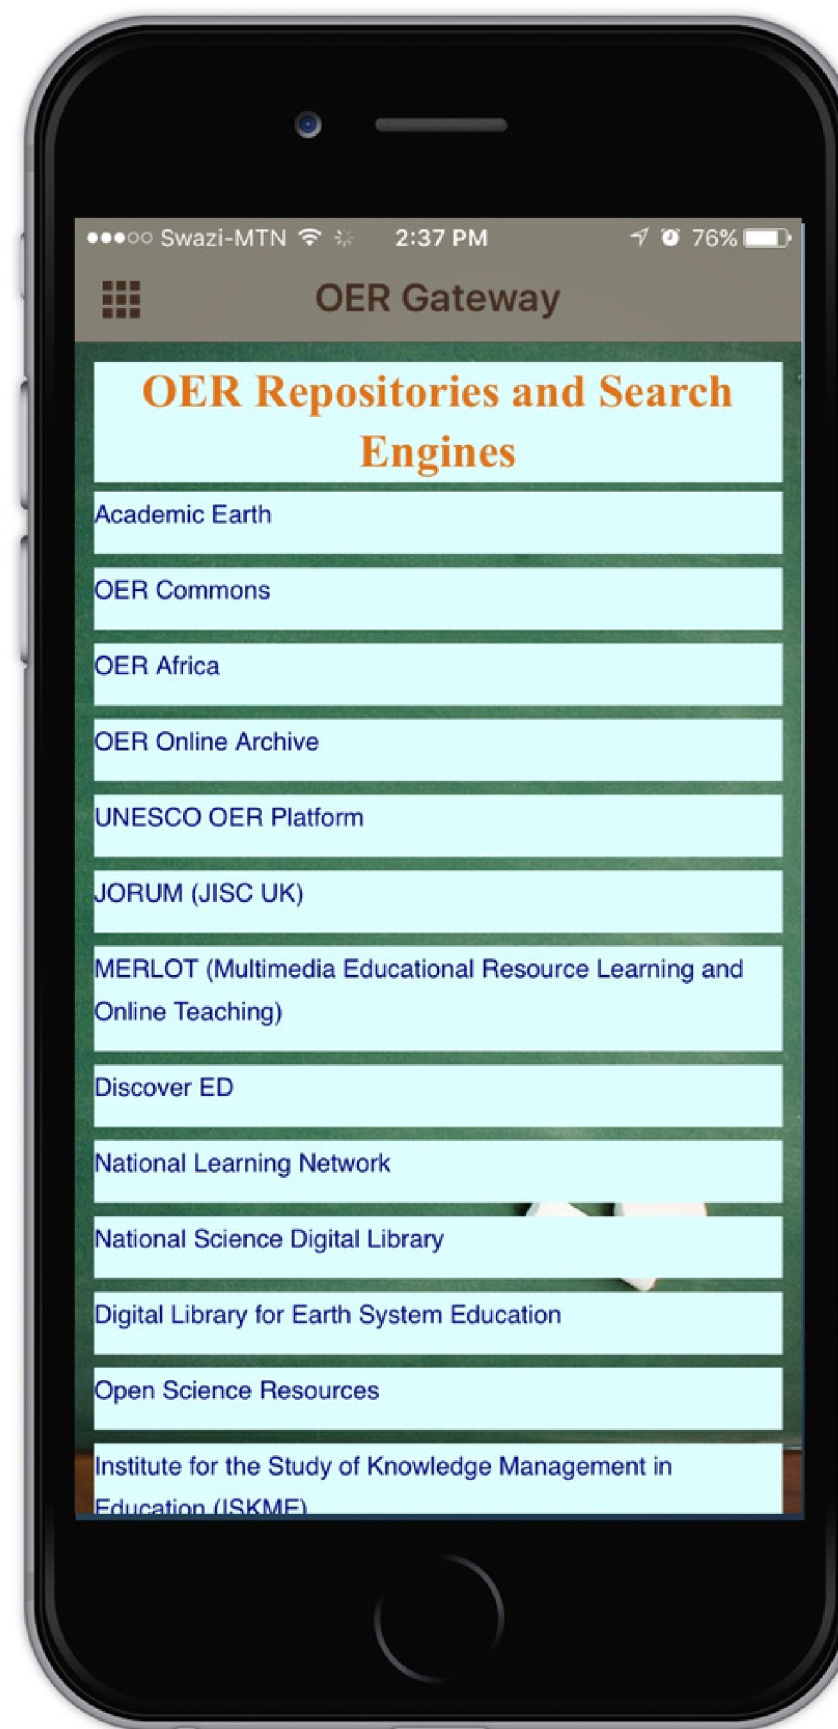 Swazi-MTN 2:37 PM 76%
OER Gateway
OER Repositories and Search
Engines
Academic Earth
OER Commons
OER Africa
OER Online Archive
UNESCO OER Platform
JORUM (JISC UK)
MERLOT (Multimedia Educational Resource Learning and
Online Teaching)
Discover ED
National Learning Network
National Science Digital Library
Digital Library for Earth System Education
Open Science Resources
Institute for the Study of Knowledge Management in
Education (ISKME)